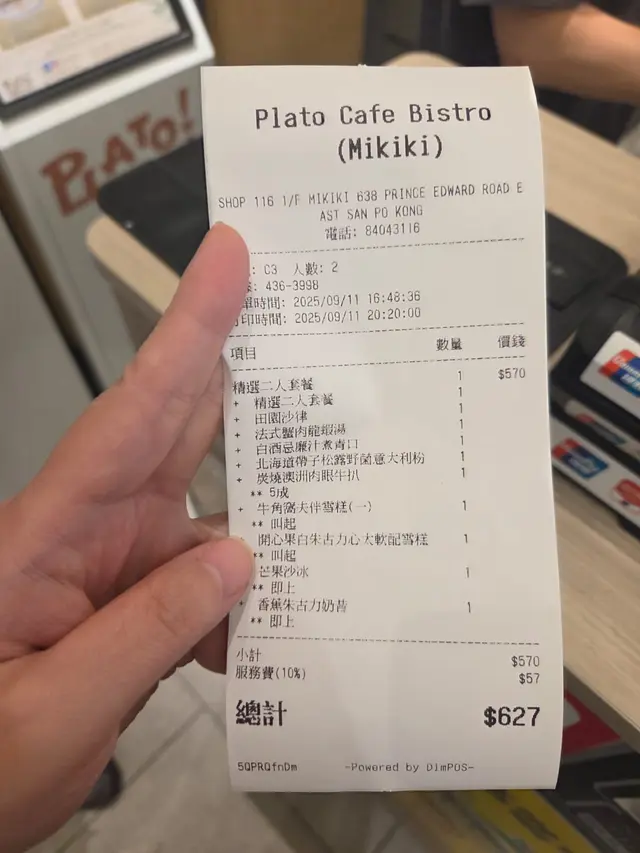 PLATO!
Plato Cafe Bistro
(Mikiki)
SHOP 116 1/F MIKIKI 638 PRINCE EDWARD ROAD E
AST SAN PO KONG
電話: 84043116
: C3 人數: 2
: 436-3998
單時間: 2025/09/11 16:48:36
印時間: 2025/09/11 20:20:00
項目 數量 價錢
精選二人套餐 1 $570
+ 精選二人套餐 1
+ 田園沙律 1
+ 法式蟹肉龍蝦湯 1
+ 白酒忌廉汁煮青口 1
+ 北海道帶子松露野菌意大利粉 1
+ 炭燒澳洲肉眼牛扒 1
** 5成
+ 牛角窩夫伴雪糕(一) 1
** 叫起
開心果白朱古力心太軟配雪糕 1
** 叫起
芒果沙冰 1
** 即上
+ 香蕉朱古力奶昔 1
** 即上
小計 $570
服務費(10%) $57
總計 $627
5QPRQfnDm -Powered by DimPOS-